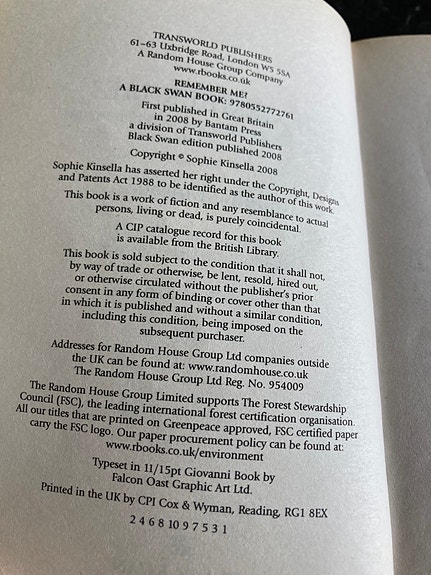 TRANSWORLD PUBLISHERS
61–63 Uxbridge Road, London W5 5SA
A Random House Group Company
www.rbooks.co.uk
REMEMBER ME?
A BLACK SWAN BOOK: 9780552772761
First published in Great Britain
in 2008 by Bantam Press
a division of Transworld Publishers
Black Swan edition published 2008
Copyright © Sophie Kinsella 2008
Sophie Kinsella has asserted her right under the Copyright, Designs
and Patents Act 1988 to be identified as the author of this work.
This book is a work of fiction and any resemblance to actual
persons, living or dead, is purely coincidental.
A CIP catalogue record for this book
is available from the British Library.
This book is sold subject to the condition that it shall not,
by way of trade or otherwise, be lent, resold, hired out,
or otherwise circulated without the publisher's prior
consent in any form of binding or cover other than that
in which it is published and without a similar condition,
including this condition, being imposed on the
subsequent purchaser.
Addresses for Random House Group Ltd companies outside
the UK can be found at: www.randomhouse.co.uk
The Random House Group Ltd Reg. No. 954009
The Random House Group Limited supports The Forest Stewardship
Council (FSC), the leading international forest certification organisation.
All our titles that are printed on Greenpeace approved, FSC certified paper
carry the FSC logo. Our paper procurement policy can be found at:
www.rbooks.co.uk/environment
Typeset in 11/15pt Giovanni Book by
Falcon Oast Graphic Art Ltd.
Printed in the UK by CPI Cox & Wyman, Reading, RG1 8EX
2 4 6 8 10 9 7 5 3 1